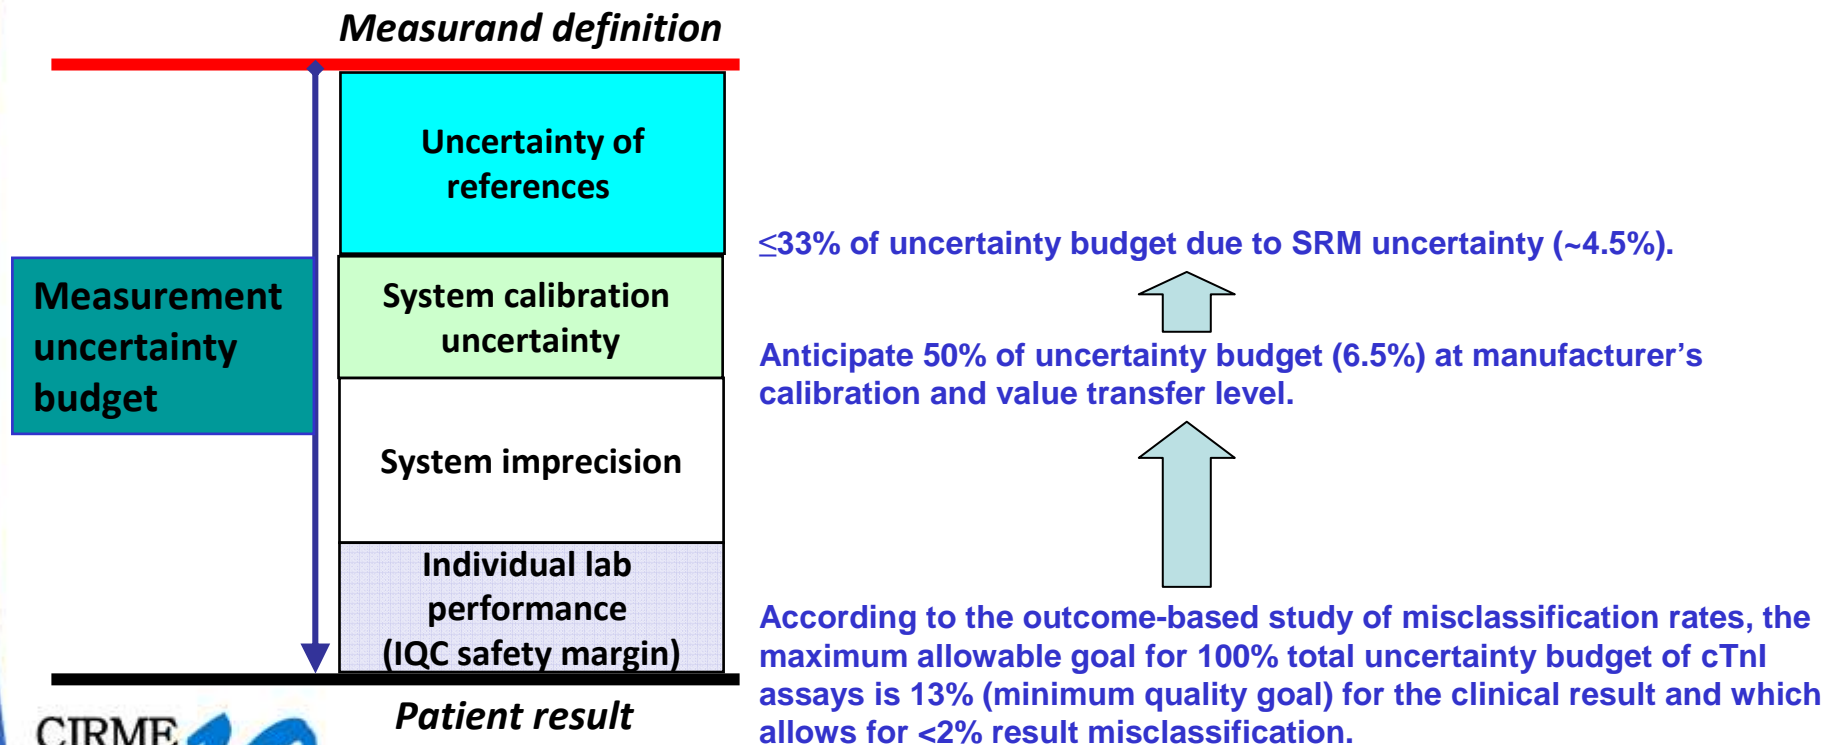 Measurand definition
Uncertainty of
references
≤33% of uncertainty budget due to SRM uncertainty (~4.5%).
Measurement
uncertainty
budget
System calibration
uncertainty
Anticipate 50% of uncertainty budget (6.5%) at manufacturer's
calibration and value transfer level.
System imprecision
Individual lab
performance
(IQC safety margin)
According to the outcome-based study of misclassification rates, the
maximum allowable goal for 100% total uncertainty budget of cTnI
assays is 13% (minimum quality goal) for the clinical result and which
allows for <2% result misclassification.
Patient result
CIRME